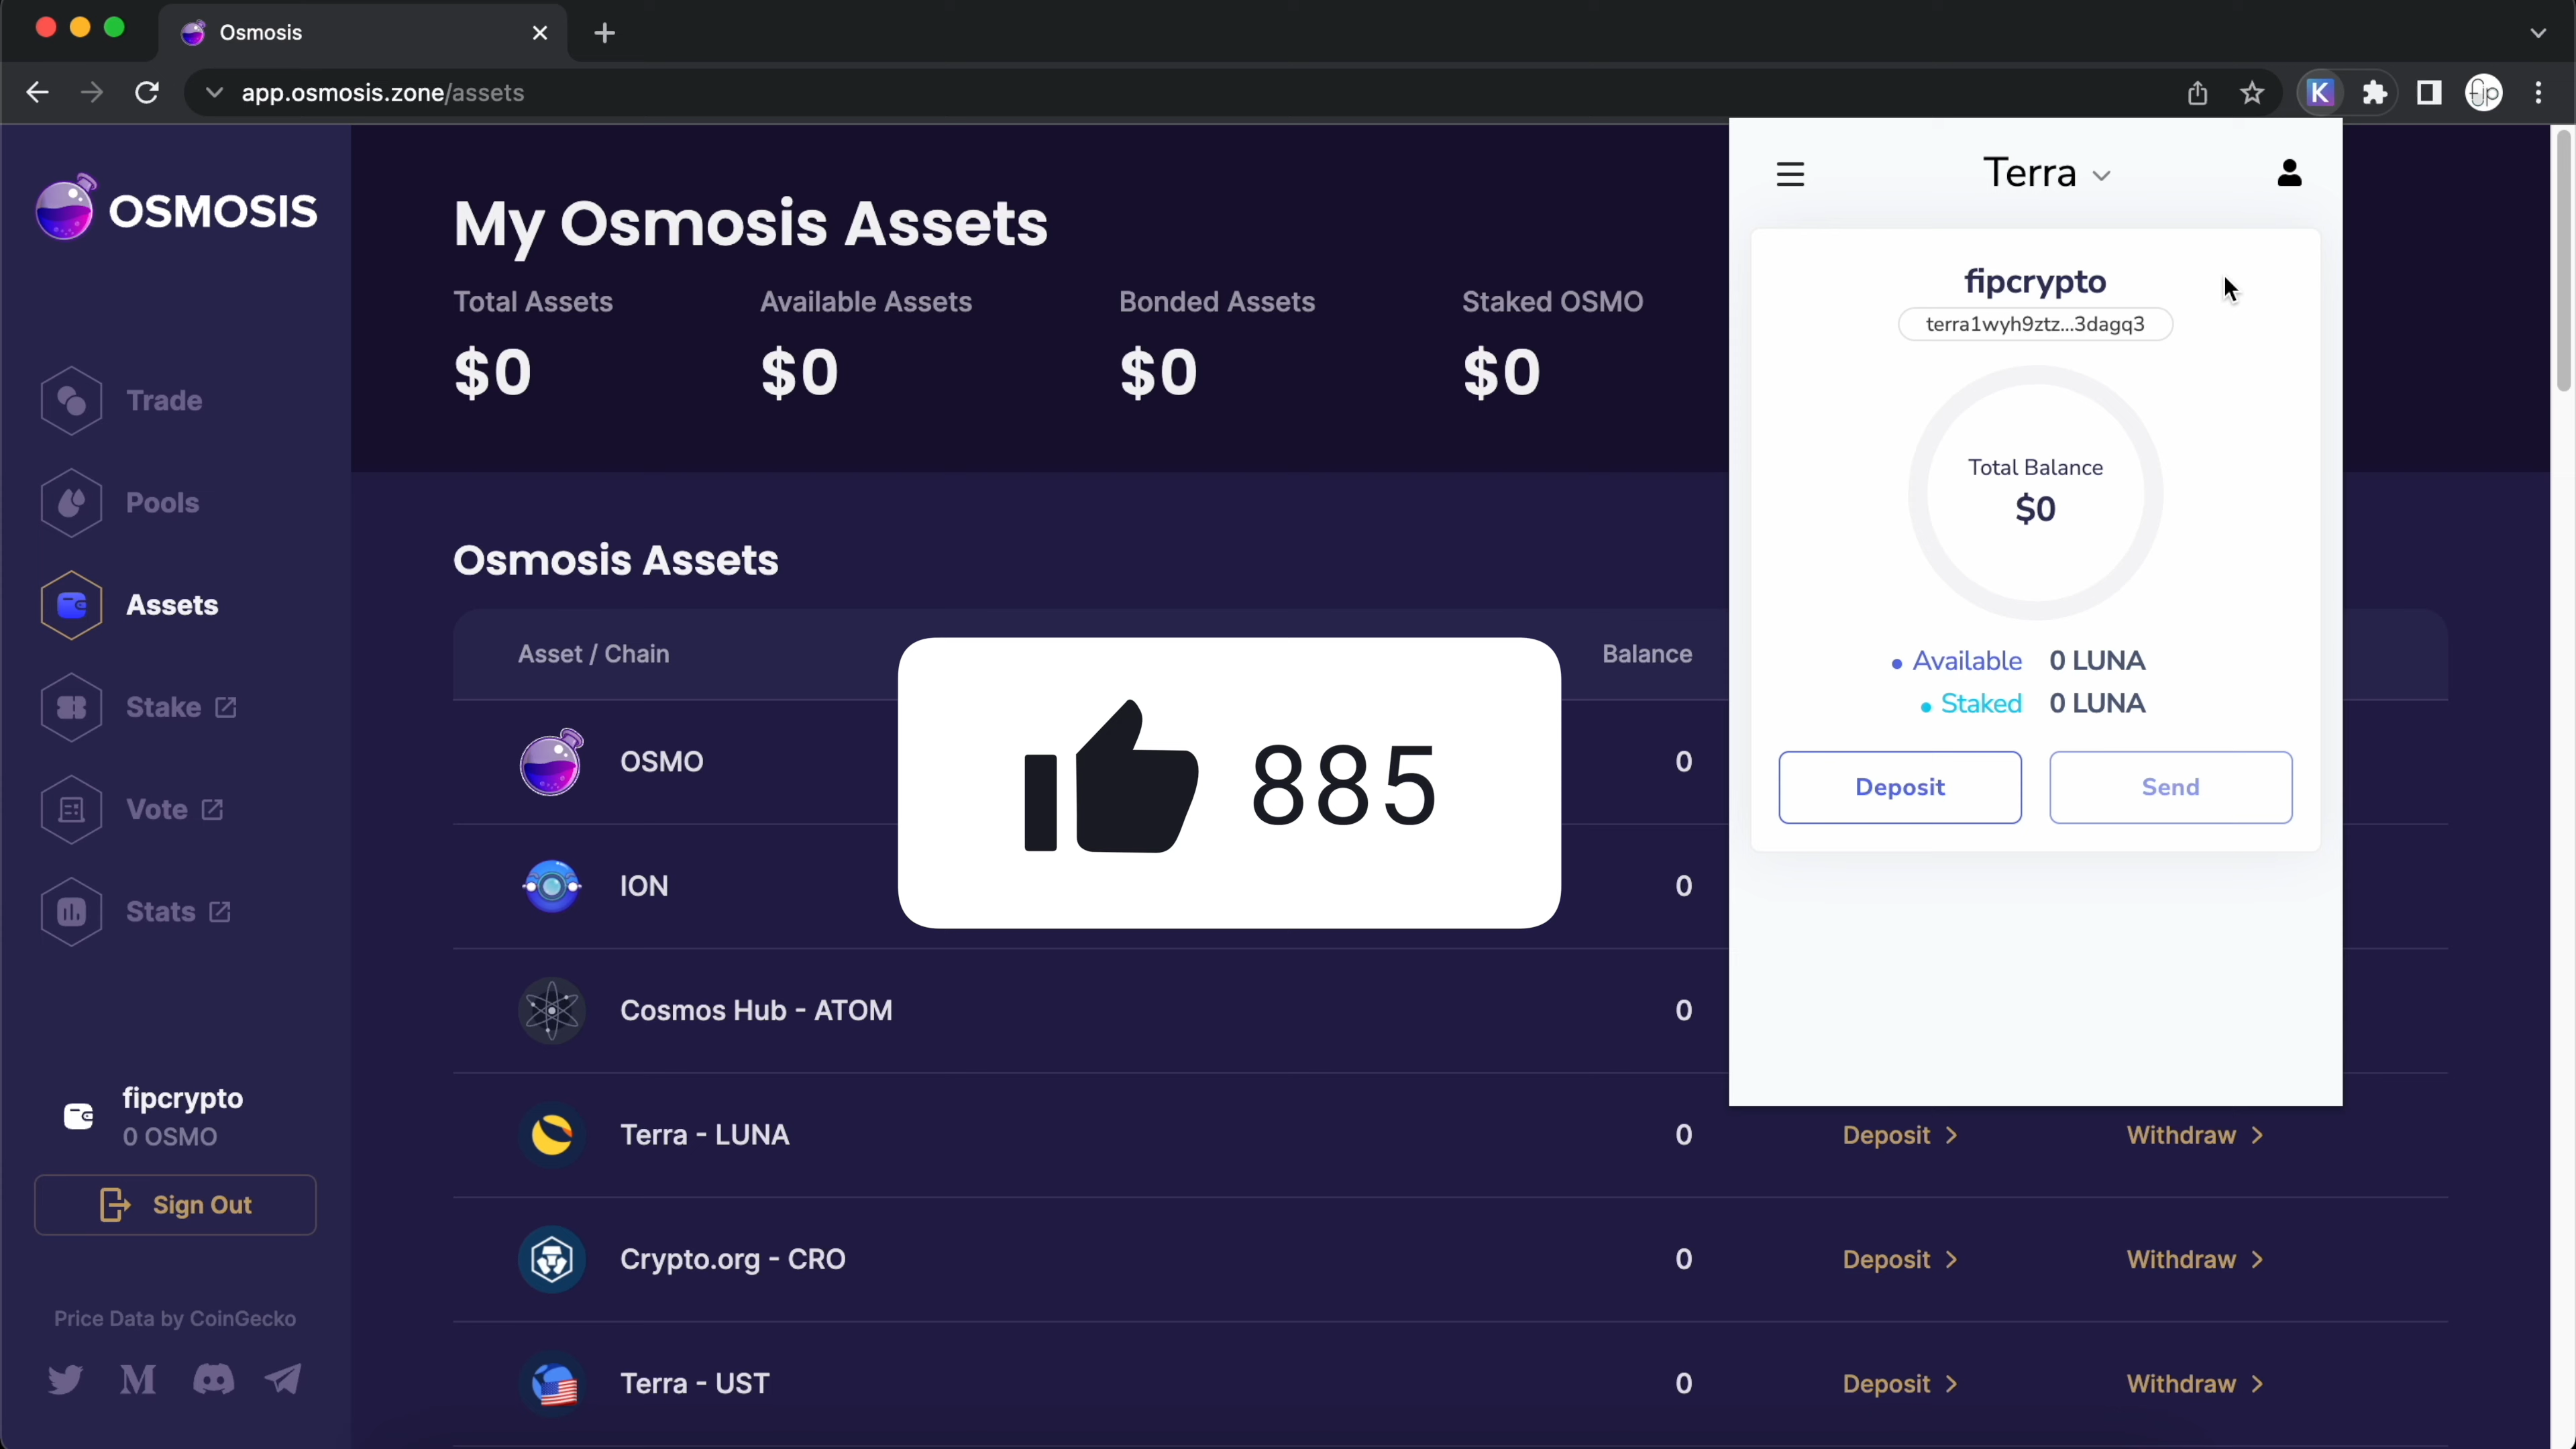 Osmosis
app.osmosis.zone/assets
K
fip
OSMOSIS
Trade
Pools
Assets
Stake
Vote
Stats
fipcrypto
0 OSMO
Sign Out
Price Data by CoinGecko
My Osmosis Assets
Total Assets Available Assets Bonded Assets Staked OSMO
$0 $0 $0 $0
Osmosis Assets
Asset / Chain Balance
OSMO 0
ION 0
Cosmos Hub - ATOM 0
Terra - LUNA 0 Deposit Withdraw
Crypto.org - CRO 0 Deposit Withdraw
Terra - UST 0 Deposit Withdraw
885
Terra
fipcrypto
terra1wyh9ztz...3dagq3
Total Balance
$0
Available 0 LUNA
Staked 0 LUNA
Deposit Send